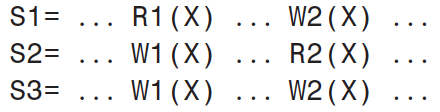 S1= ... R1(X) ... W2(X) ...
S2= ... W1(X) ... R2(X) ...
S3= ... W1(X) ... W2(X) ...